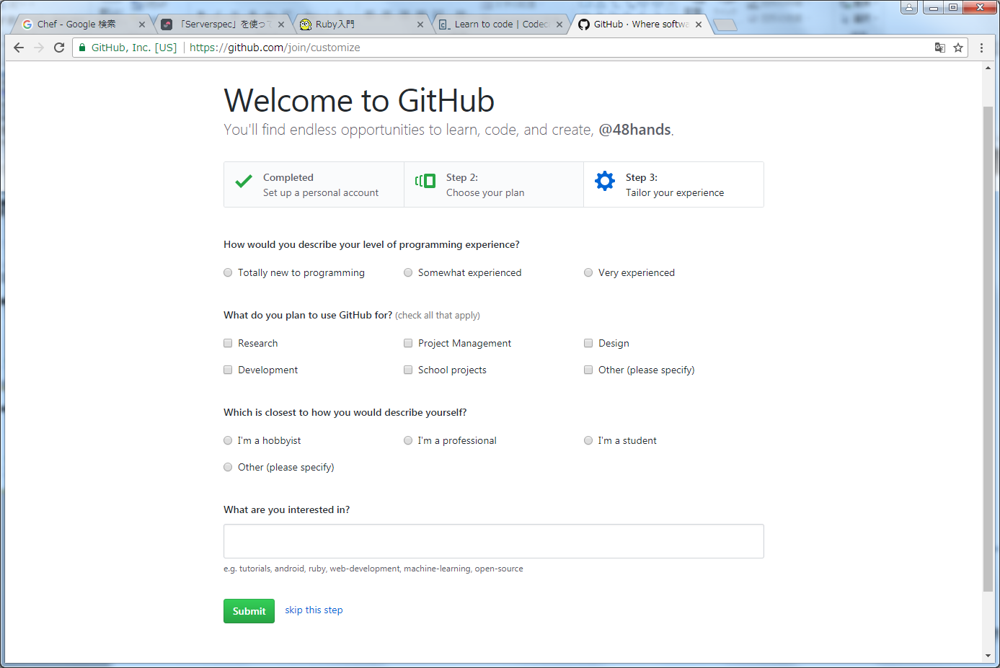 Chef - Google 検索
「Serverspec」を使って
Ruby入門
Learn to code | Codec
GitHub · Where softwa
GitHub, Inc. [US] | https://github.com/join/customize
Welcome to GitHub
You'll find endless opportunities to learn, code, and create, @48hands.
Completed
Set up a personal account
Step 2:
Choose your plan
Step 3:
Tailor your experience
How would you describe your level of programming experience?
Totally new to programming
Somewhat experienced
Very experienced
What do you plan to use GitHub for? (check all that apply)
Research
Project Management
Design
Development
School projects
Other (please specify)
Which is closest to how you would describe yourself?
I'm a hobbyist
I'm a professional
I'm a student
Other (please specify)
What are you interested in?
e.g. tutorials, android, ruby, web-development, machine-learning, open-source
Submit
skip this step